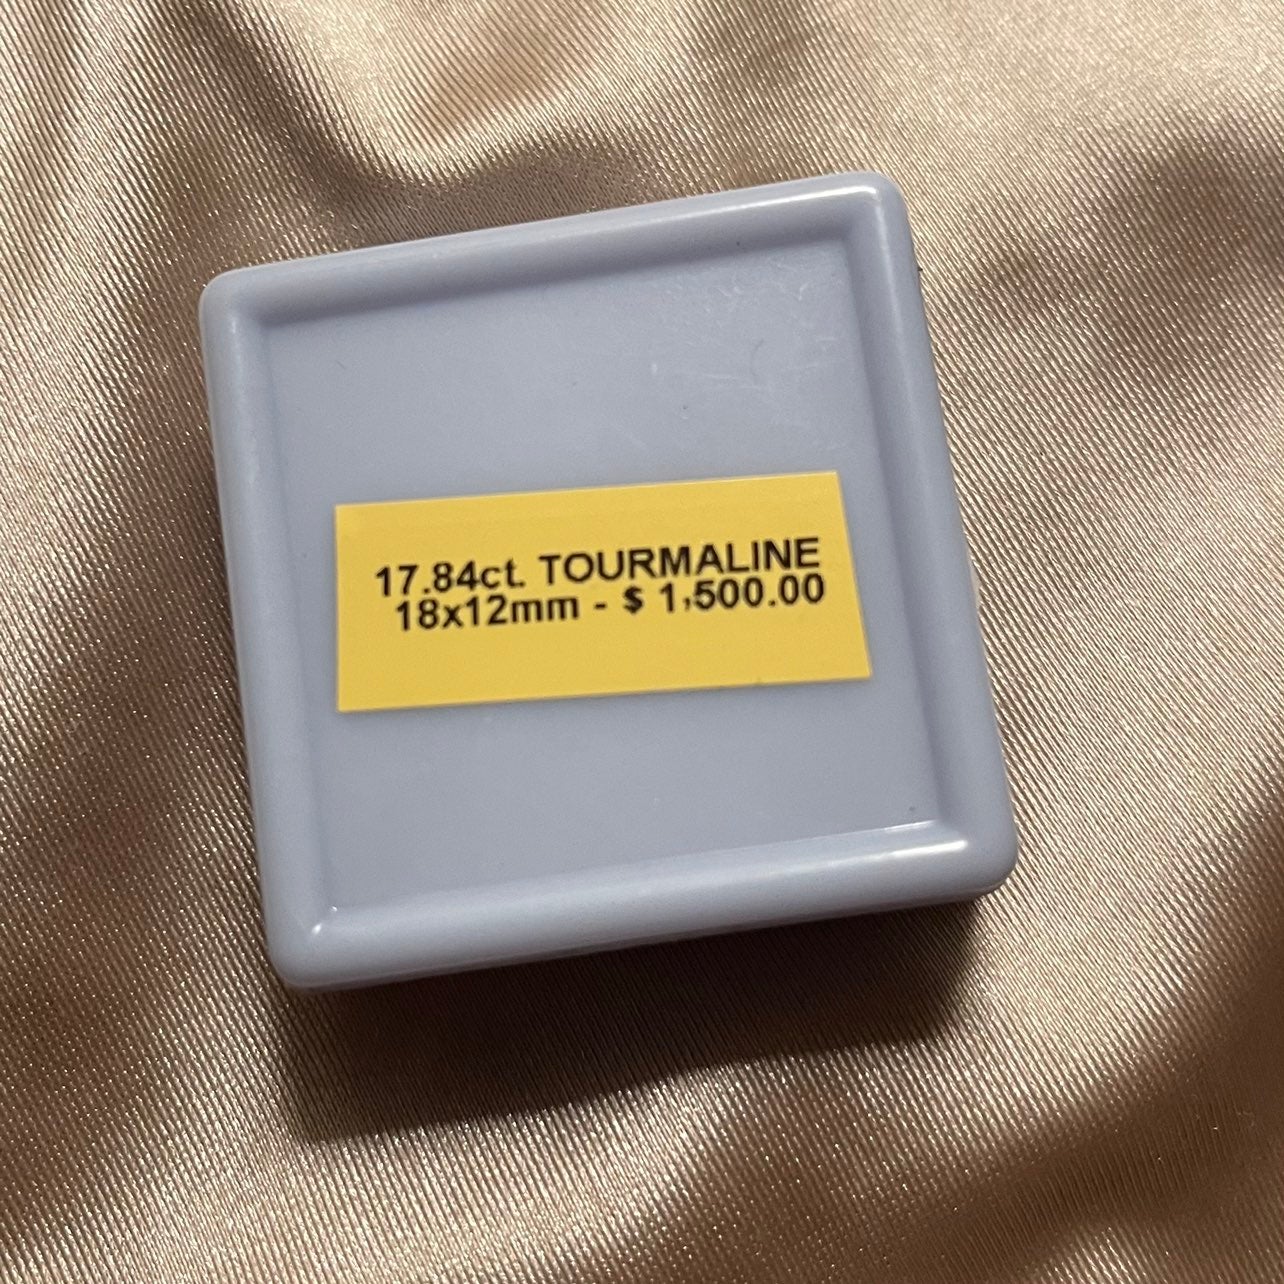 17.84ct. TOURMALINE
18x12mm - $ 1,500.00